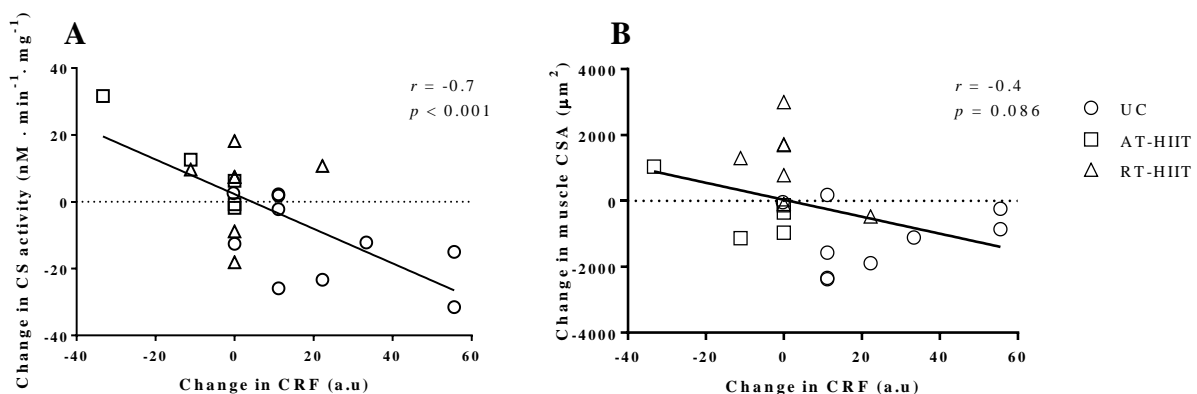 A
Change in CS activity (nM · min⁻¹ · mg⁻¹)
40
20
0
-20
-40
-40 -20 0 20 40 60
Change in CRF (a.u)
r = -0.7
p < 0.001
B
Change in muscle CSA (μm²)
4000
2000
0
-2000
-4000
-40 -20 0 20 40 60
Change in CRF (a.u)
r = -0.4
p = 0.086
UC
AT-HIIT
RT-HIIT